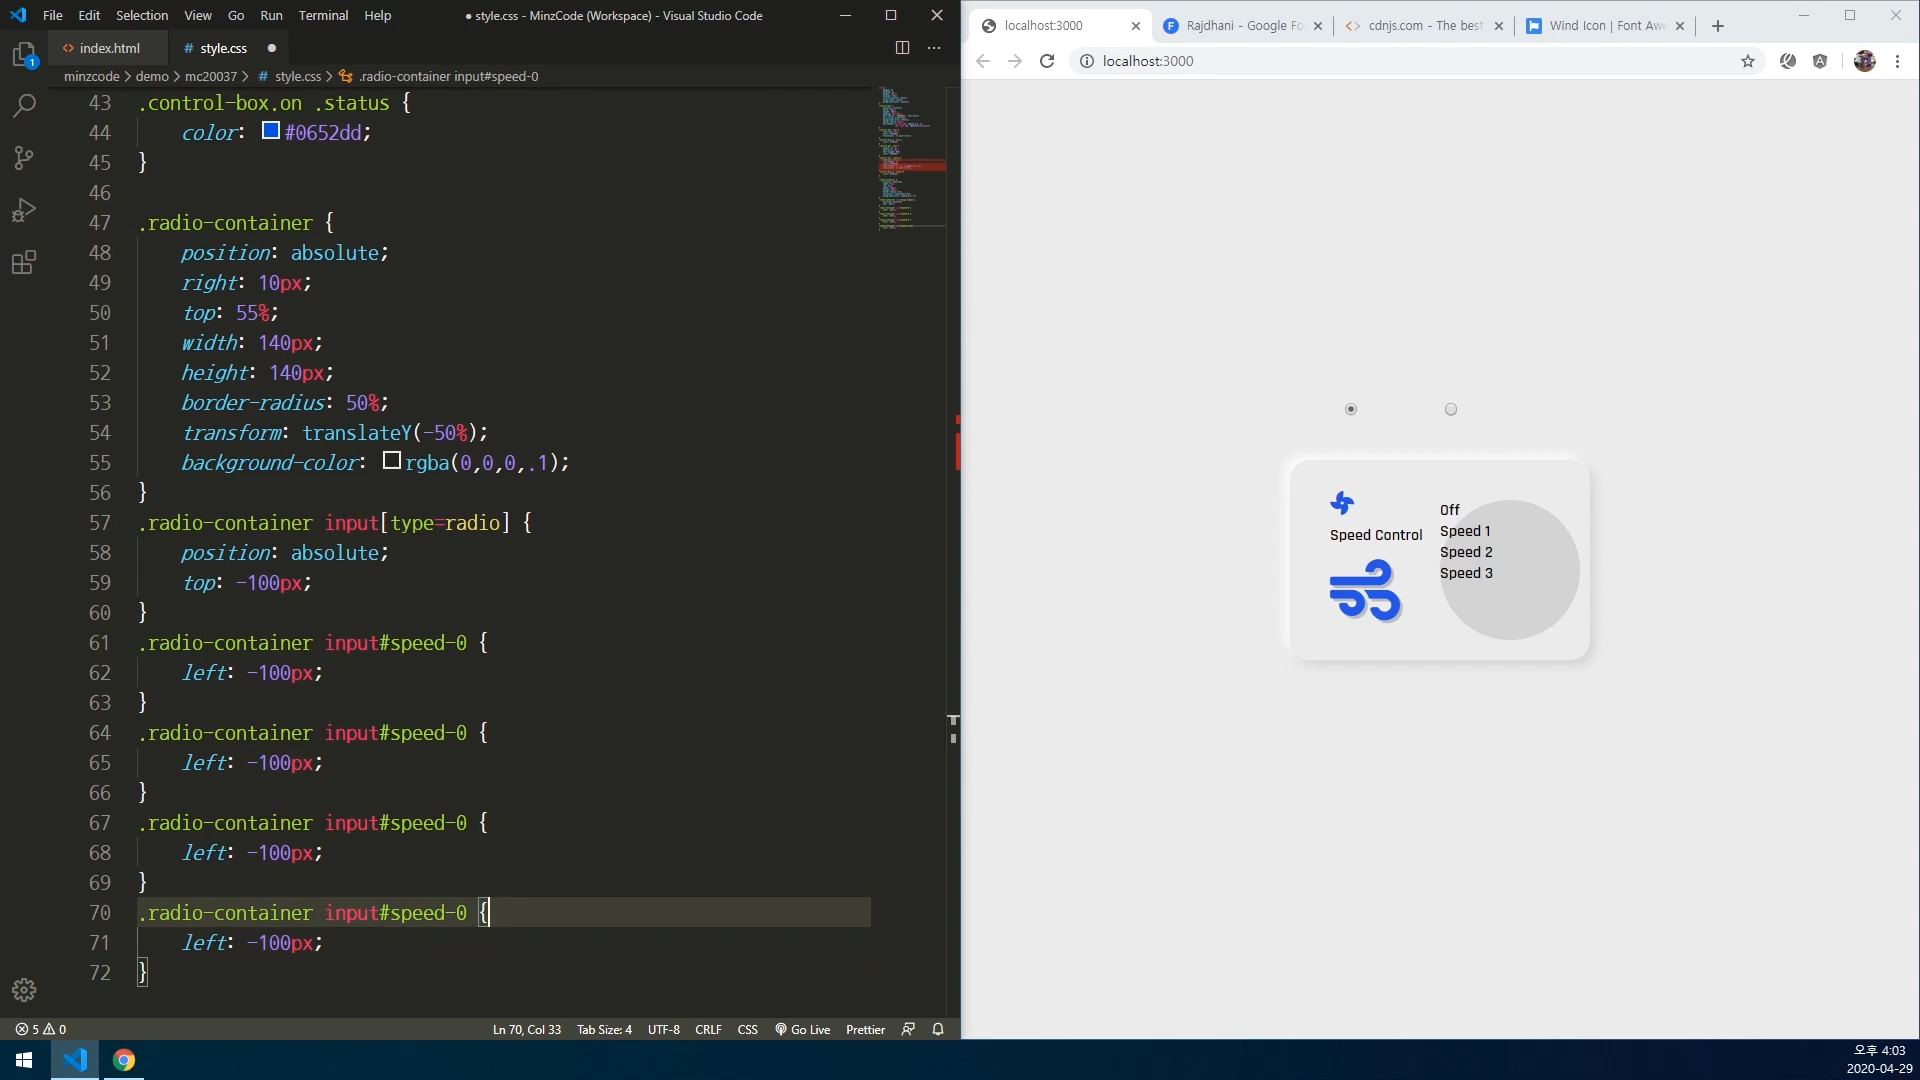 File Edit Selection View Go Run Terminal Help
● style.css - MinzCode (Workspace) - Visual Studio Code
<> index.html
# style.css ●
minzcode > demo > mc20037 > # style.css > .radio-container input#speed-0
43 .control-box.on .status {
44 color: #0652dd;
45 }
46
47 .radio-container {
48 position: absolute;
49 right: 10px;
50 top: 55%;
51 width: 140px;
52 height: 140px;
53 border-radius: 50%;
54 transform: translateY(-50%);
55 background-color: rgba(0,0,0,.1);
56 }
57 .radio-container input[type=radio] {
58 position: absolute;
59 top: -100px;
60 }
61 .radio-container input#speed-0 {
62 left: -100px;
63 }
64 .radio-container input#speed-0 {
65 left: -100px;
66 }
67 .radio-container input#speed-0 {
68 left: -100px;
69 }
70 .radio-container input#speed-0 {
71 left: -100px;
72 }
1
5 0
Ln 70, Col 33 Tab Size: 4 UTF-8 CRLF CSS Go Live Prettier
localhost:3000
Rajdhani - Google Fo
cdnjs.com - The best
Wind Icon | Font Awe
localhost:3000
Speed Control
Off
Speed 1
Speed 2
Speed 3
오후 4:03
2020-04-29